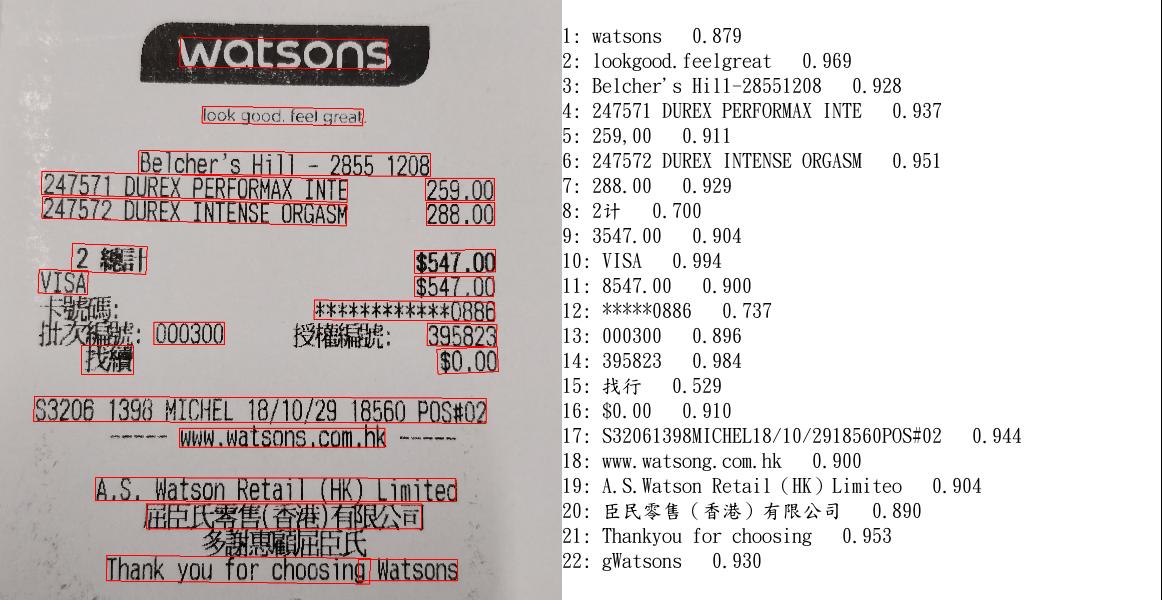 watsons
look good. feel great.
Belcher's Hill - 2855 1208
247571 DUREX PERFORMAX INTE 259.00
247572 DUREX INTENSE ORGASM 288.00
2 總計 $547.00
VISA $547.00
卡號碼: ************0886
批次編號: 000300 授權編號: 395823
找續 $0.00
S3206 1398 MICHEL 18/10/29 18560 POS#02
---- www.watsons.com.hk ----
A.S. Watson Retail (HK) Limited
屈臣氏零售(香港)有限公司
多謝惠顧屈臣氏
Thank you for choosing Watsons
1: watsons 0.879
2: lookgood.feelgreat 0.969
3: Belcher's Hill-28551208 0.928
4: 247571 DUREX PERFORMAX INTE 0.937
5: 259,00 0.911
6: 247572 DUREX INTENSE ORGASM 0.951
7: 288.00 0.929
8: 2计 0.700
9: 3547.00 0.904
10: VISA 0.994
11: 8547.00 0.900
12: *****0886 0.737
13: 000300 0.896
14: 395823 0.984
15: 找行 0.529
16: $0.00 0.910
17: S32061398MICHEL18/10/2918560POS#02 0.944
18: www.watsong.com.hk 0.900
19: A.S.Watson Retail（HK）Limiteo 0.904
20: 臣民零售（香港）有限公司 0.890
21: Thankyou for choosing 0.953
22: gWatsons 0.930